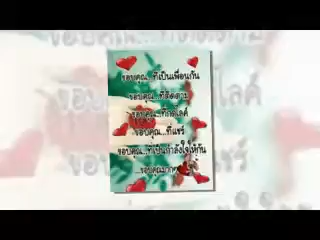 ขอบคุณ...ที่เป็นเพื่อนกัน
ขอบคุณ...ที่ติดตาม
ขอบคุณ...ที่กดไลค์
ขอบคุณ...ที่แชร์
ขอบคุณ...ที่เป็นกำลังใจให้กัน
...ขอบคุณมาก